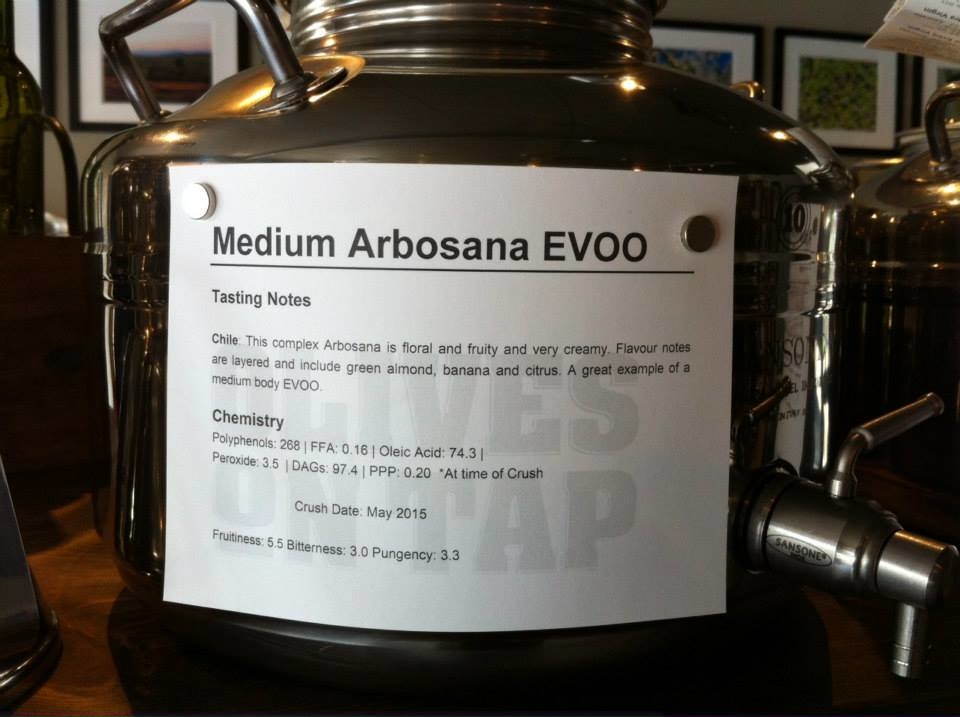 Medium Arbosana EVOO
Tasting Notes
Chile: This complex Arbosana is floral and fruity and very creamy. Flavour notes
are layered and include green almond, banana and citrus. A great example of a
medium body EVOO.
Chemistry
Polyphenols: 268 | FFA: 0.16 | Oleic Acid: 74.3 |
Peroxide: 3.5 | DAGs: 97.4 | PPP: 0.20 *At time of Crush
Crush Date: May 2015
Fruitiness: 5.5 Bitterness: 3.0 Pungency: 3.3
OLIVES
ON TAP
10
SANSONE